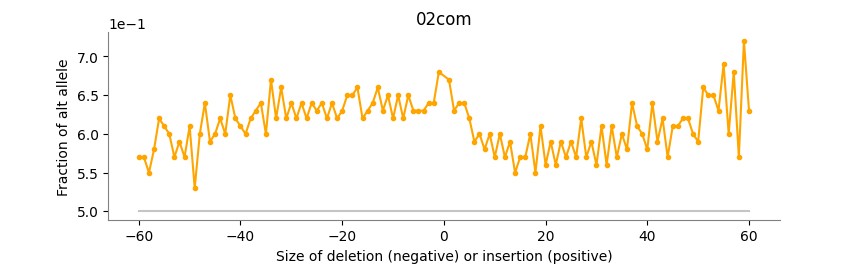 02com
1e−1
7.0
6.5
6.0
5.5
5.0
Fraction of alt allele
−60 −40 −20 0 20 40 60
Size of deletion (negative) or insertion (positive)